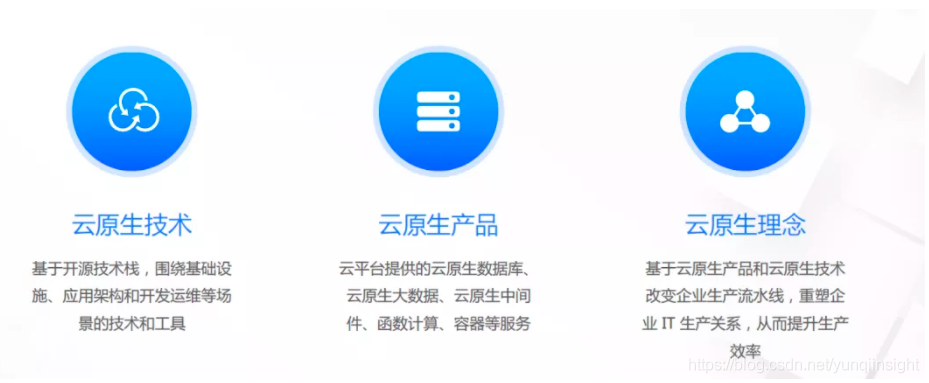 云原生技术
基于开源技术栈，围绕基础设
施、应用架构和开发运维等场
景的技术和工具
云原生产品
云平台提供的云原生数据库、
云原生大数据、云原生中间
件、函数计算、容器等服务
云原生理念
基于云原生产品和云原生技术
改变企业生产流水线，重塑企
业 IT 生产关系，从而提升生产
效率
https://blog.csdn.net/yunqiinsight